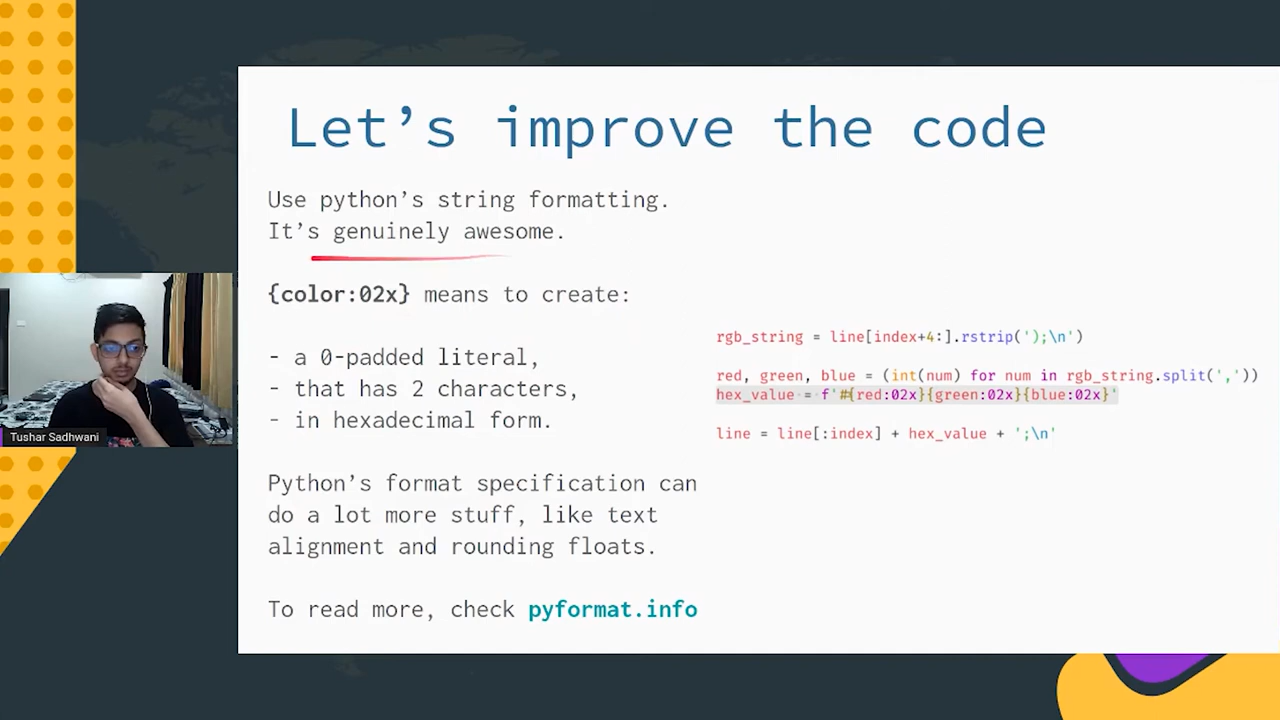 Let’s improve the code
Use python’s string formatting.
It’s genuinely awesome.
{color:02x} means to create:
- a 0-padded literal,
- that has 2 characters,
- in hexadecimal form.
Python’s format specification can
do a lot more stuff, like text
alignment and rounding floats.
To read more, check pyformat.info
rgb_string = line[index+4:].rstrip(');\n')
red, green, blue = (int(num) for num in rgb_string.split(','))
hex_value = f'#{red:02x}{green:02x}{blue:02x}'
line = line[:index] + hex_value + ';\n'
Tushar Sadhwani